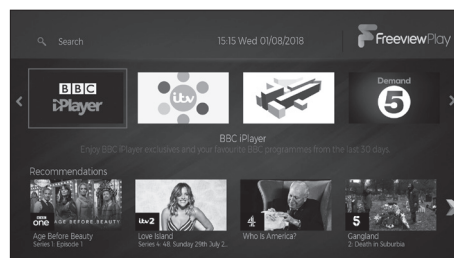 Search
15:15 Wed 01/08/2018
FreeviewPlay
BBC
iPlayer
itv
Demand
5
BBC iPlayer
Enjoy BBC iPlayer exclusives and your favourite BBC programmes from the last 30 days.
Recommendations
BBC
one
AGE BEFORE BEAUTY
itv2
4
5
Age Before Beauty
Series 1: Episode 1
Love Island
Series 4: 48. Sunday 29th July 2...
Who Is America?
Gangland
2: Death in Suburbia